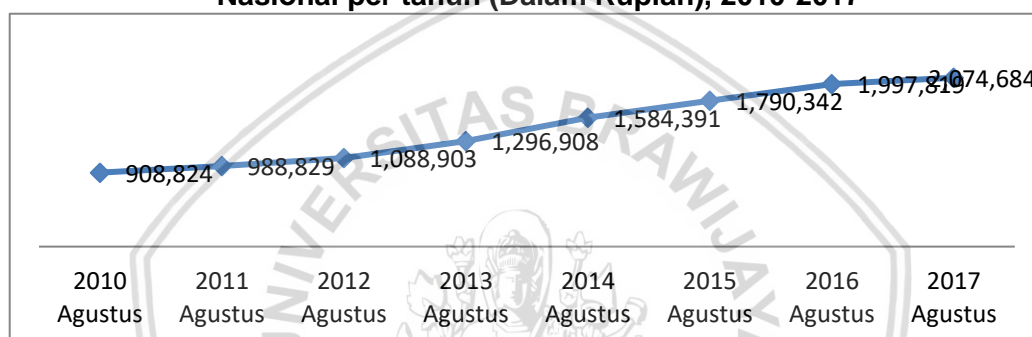 Nasional per tahun (Dalam Rupiah), 2010-2017
908,824
988,829
1,088,903
1,296,908
1,584,391
1,790,342
1,997,819
2,074,684
2010 Agustus
2011 Agustus
2012 Agustus
2013 Agustus
2014 Agustus
2015 Agustus
2016 Agustus
2017 Agustus
UNIVERSITAS BRAWIJAYA